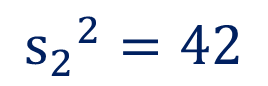 s₂² = 42